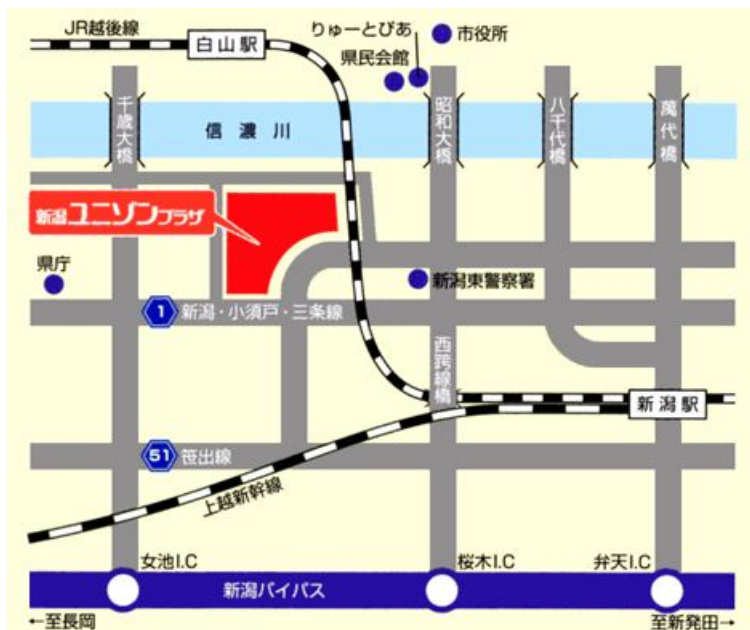 JR越後線
白山駅
りゅーとぴあ
県民会館
市役所
千歳大橋
信濃川
昭和大橋
八千代橋
萬代橋
新潟ユニゾンプラザ
県庁
新潟東警察署
1 新潟・小須戸・三条線
西跨線橋
新潟駅
51 笹出線
上越新幹線
女池I.C
桜木I.C
弁天I.C
新潟バイパス
←至長岡
至新発田→